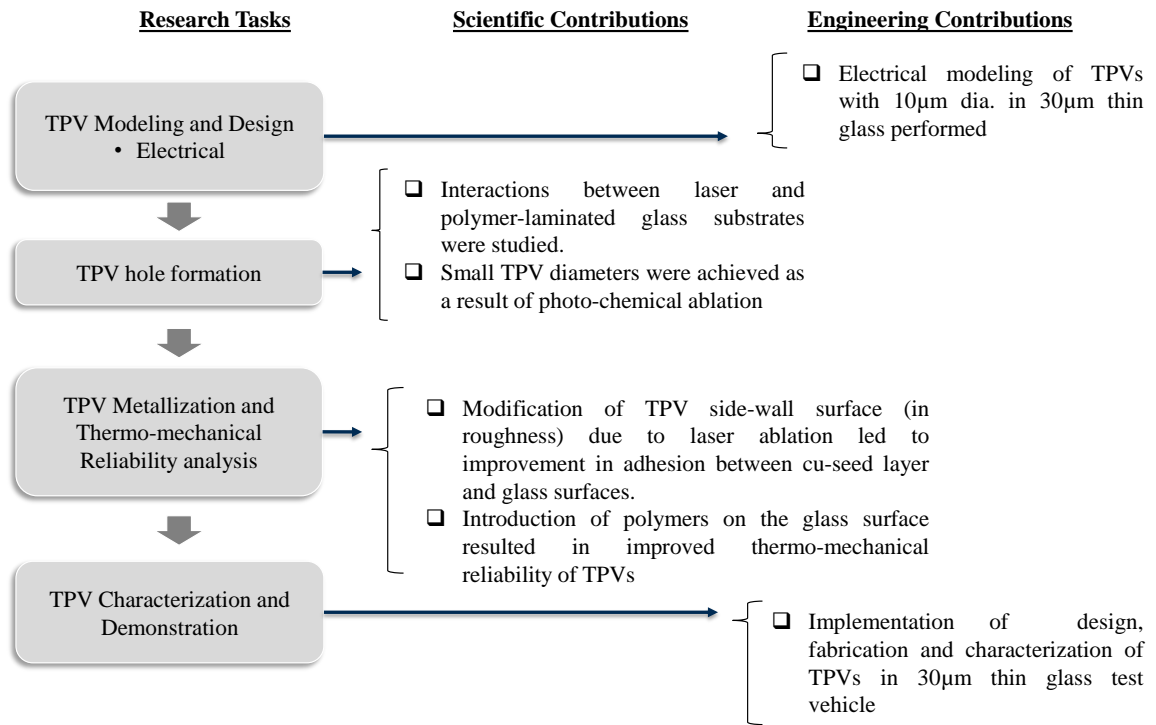 Research Tasks
Scientific Contributions
Engineering Contributions
TPV Modeling and Design
• Electrical
❑ Electrical modeling of TPVs
with 10µm dia. in 30µm thin
glass performed
TPV hole formation
❑ Interactions between laser and
polymer-laminated glass substrates
were studied.
❑ Small TPV diameters were achieved as
a result of photo-chemical ablation
TPV Metallization and
Thermo-mechanical
Reliability analysis
❑ Modification of TPV side-wall surface (in
roughness) due to laser ablation led to
improvement in adhesion between cu-seed layer
and glass surfaces.
❑ Introduction of polymers on the glass surface
resulted in improved thermo-mechanical
reliability of TPVs
TPV Characterization and
Demonstration
❑ Implementation of design,
fabrication and characterization of
TPVs in 30µm thin glass test
vehicle